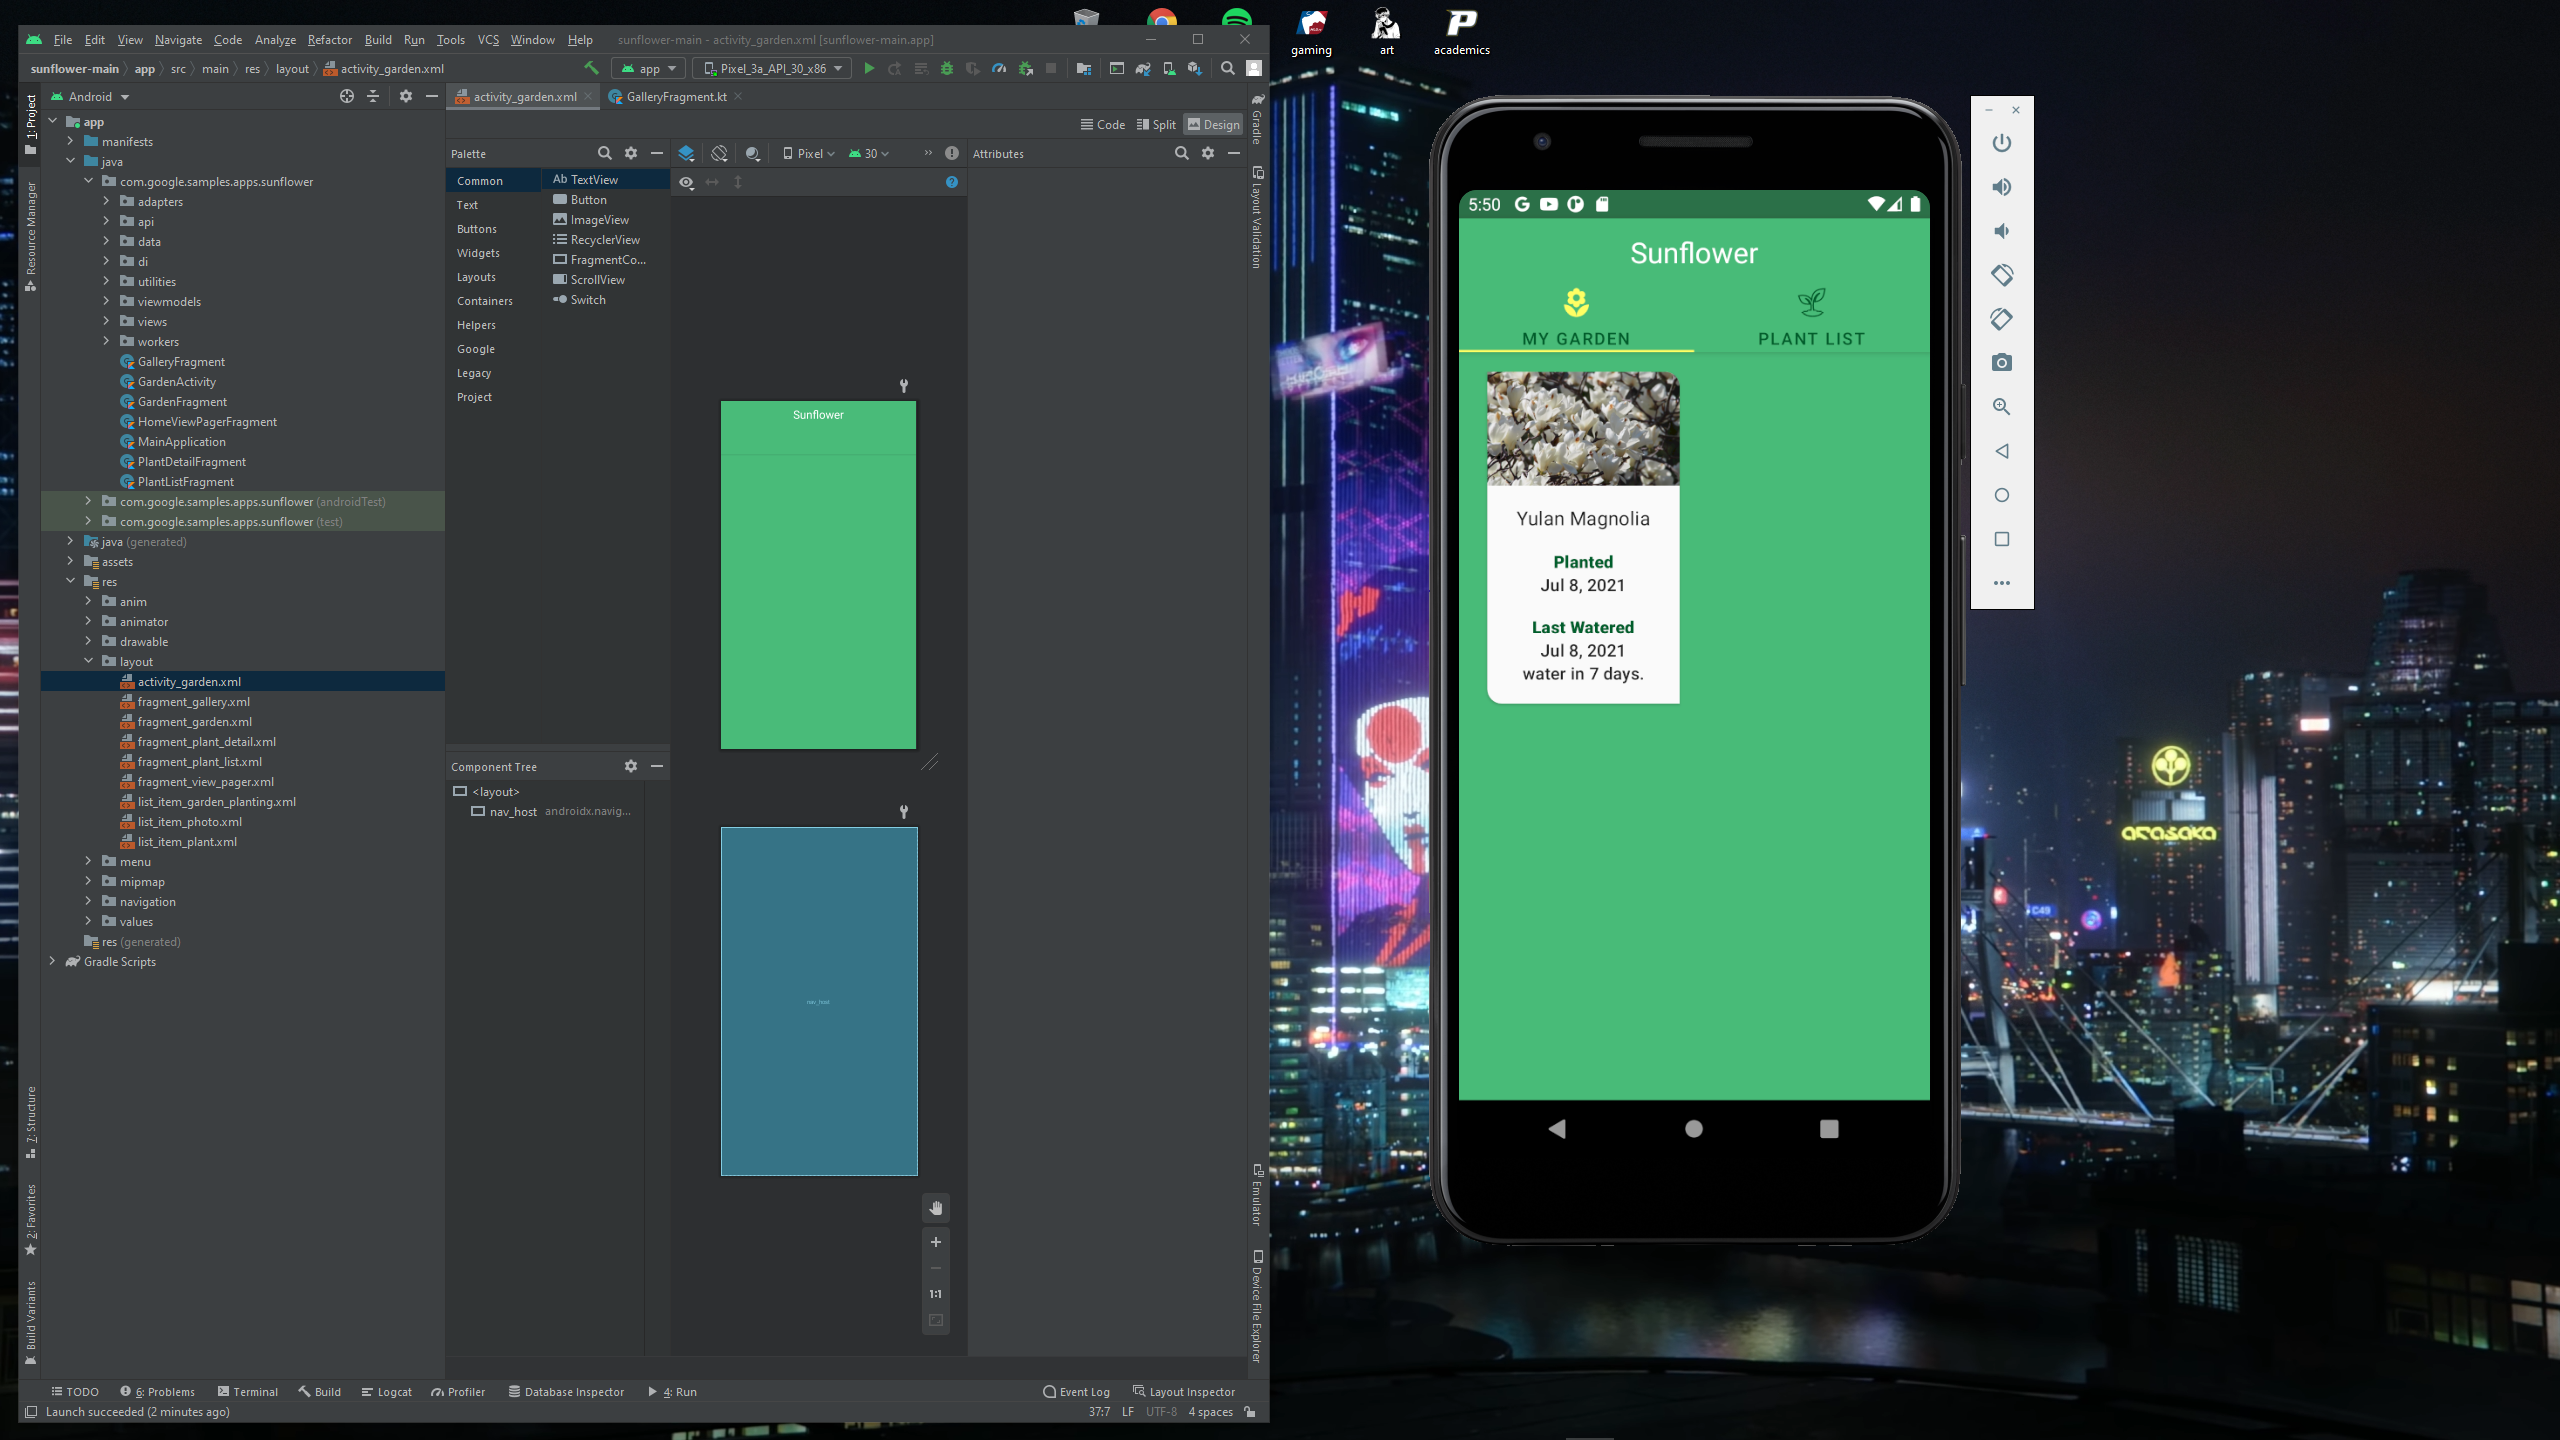 gaming
art
academics
File Edit View Navigate Code Analyze Refactor Build Run Tools VCS Window Help sunflower-main - activity_garden.xml [sunflower-main.app]
sunflower-main app src main res layout activity_garden.xml app Pixel_3a_API_30_x86
Android
activity_garden.xml GalleryFragment.kt
Code Split Design
1: Project
Resource Manager
7: Structure
2: Favorites
Build Variants
app
manifests
java
com.google.samples.apps.sunflower
adapters
api
data
di
utilities
viewmodels
views
workers
GalleryFragment
GardenActivity
GardenFragment
HomeViewPagerFragment
MainApplication
PlantDetailFragment
PlantListFragment
com.google.samples.apps.sunflower (androidTest)
com.google.samples.apps.sunflower (test)
java (generated)
assets
res
anim
animator
drawable
layout
activity_garden.xml
fragment_gallery.xml
fragment_garden.xml
fragment_plant_detail.xml
fragment_plant_list.xml
fragment_view_pager.xml
list_item_garden_planting.xml
list_item_photo.xml
list_item_plant.xml
menu
mipmap
navigation
values
res (generated)
Gradle Scripts
Palette
Common
Text
Buttons
Widgets
Layouts
Containers
Helpers
Google
Legacy
Project
Ab TextView
Button
ImageView
RecyclerView
FragmentCo...
ScrollView
Switch
Pixel 30
Attributes
Sunflower
nav_host
1:1
Component Tree
<layout>
nav_host androidx.navig...
Gradle
Layout Validation
Emulator
Device File Explorer
TODO 6: Problems Terminal Build Logcat Profiler Database Inspector 4: Run Event Log Layout Inspector
Launch succeeded (2 minutes ago) 37:7 LF UTF-8 4 spaces
5:50
Sunflower
MY GARDEN PLANT LIST
Yulan Magnolia
Planted
Jul 8, 2021
Last Watered
Jul 8, 2021
water in 7 days.
arasaka
C49